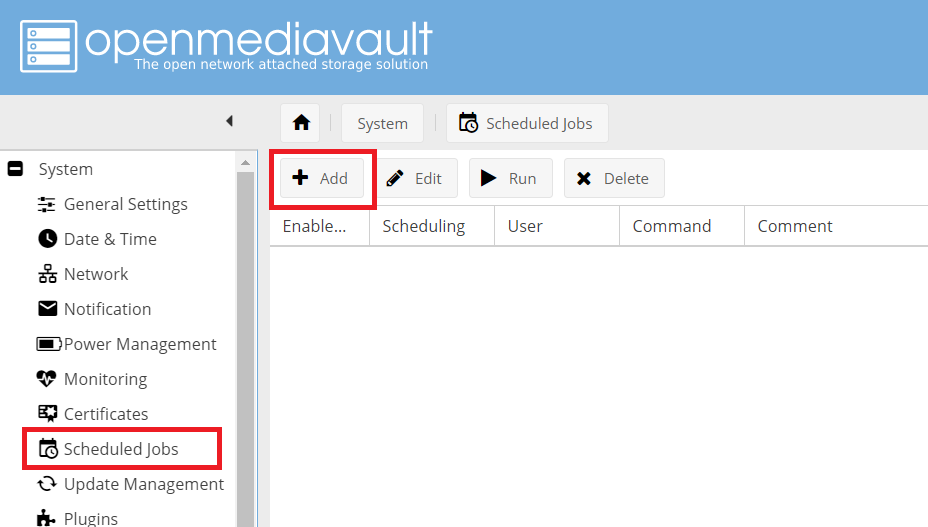 openmediavault
The open network attached storage solution
System
Scheduled Jobs
System
General Settings
Date & Time
Network
Notification
Power Management
Monitoring
Certificates
Scheduled Jobs
Update Management
Plugins
Add
Edit
Run
Delete
Enable...
Scheduling
User
Command
Comment